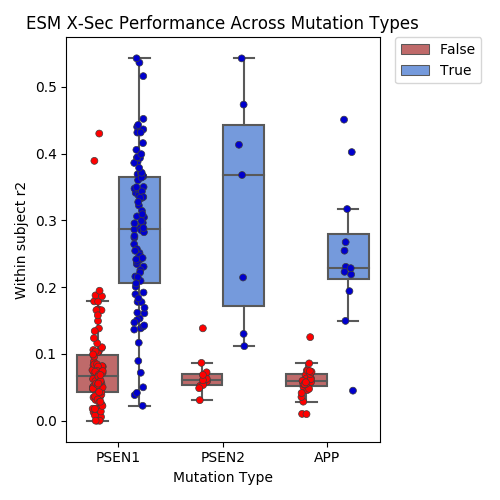 ESM X-Sec Performance Across Mutation Types
False
True
0.5
0.4
0.3
0.2
0.1
0.0
Within subject r2
PSEN1 PSEN2 APP
Mutation Type